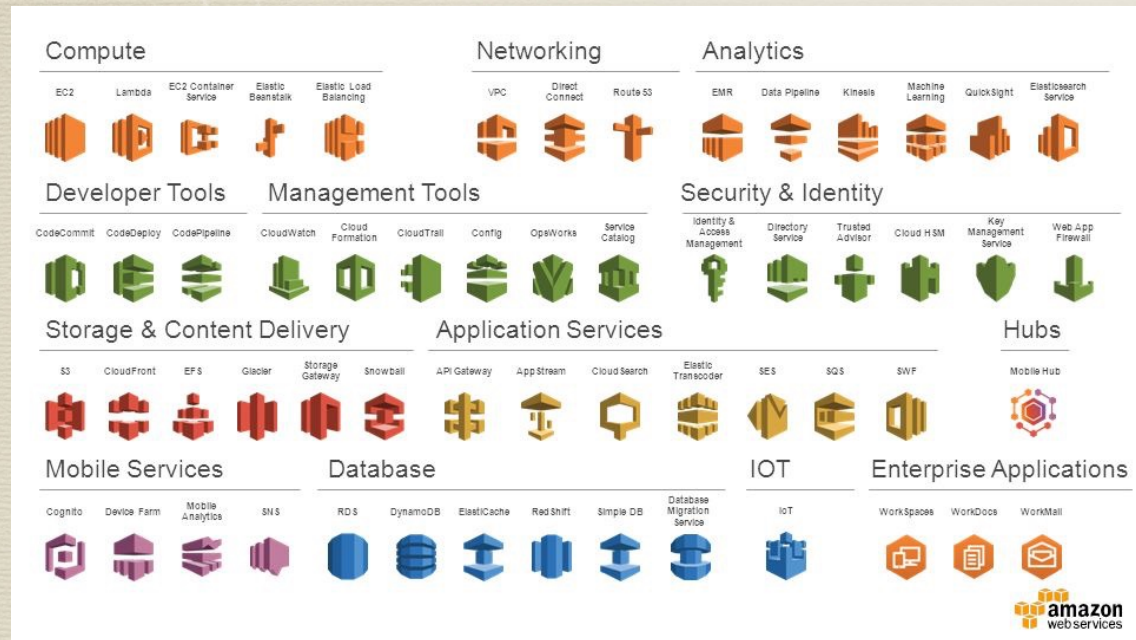 Compute
Networking
Analytics
EC2
Lambda
EC2 Container
Service
Elastic
Beanstalk
Elastic Load
Balancing
VPC
Direct
Connect
Route 53
EMR
Data Pipeline
Kinesis
Machine
Learning
QuickSight
Elasticsearch
Service
Developer Tools
Management Tools
Security & Identity
CodeCommit
CodeDeploy
CodePipeline
CloudWatch
Cloud
Formation
CloudTrail
Config
OpsWorks
Service
Catalog
Identity &
Access
Management
Directory
Service
Trusted
Advisor
Cloud HSM
Key
Management
Service
Web App
Firewall
Storage & Content Delivery
Application Services
Hubs
S3
CloudFront
EFS
Glacier
Storage
Gateway
Snowball
API Gateway
AppStream
CloudSearch
Elastic
Transcoder
SES
SQS
SWF
Mobile Hub
Mobile Services
Database
IOT
Enterprise Applications
Cognito
Device Farm
Mobile
Analytics
SNS
RDS
DynamoDB
ElastiCache
RedShift
Simple DB
Database
Migration
Service
IoT
WorkSpaces
WorkDocs
WorkMail
amazon
web services